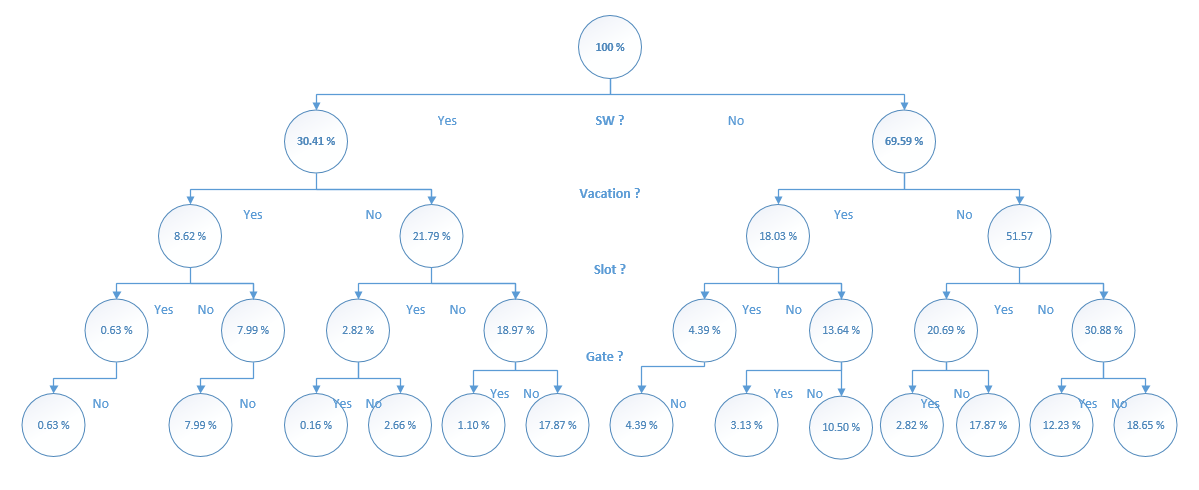 100 %
Yes
SW ?
No
30.41 %
69.59 %
Vacation ?
Yes
No
Yes
No
8.62 %
21.79 %
18.03 %
51.57
Slot ?
Yes
No
Yes
No
Yes
No
Yes
No
0.63 %
7.99 %
2.82 %
18.97 %
4.39 %
13.64 %
20.69 %
30.88 %
Gate ?
No
No
Yes
No
Yes
No
No
Yes
No
Yes
No
Yes
No
0.63 %
7.99 %
0.16 %
2.66 %
1.10 %
17.87 %
4.39 %
3.13 %
10.50 %
2.82 %
17.87 %
12.23 %
18.65 %